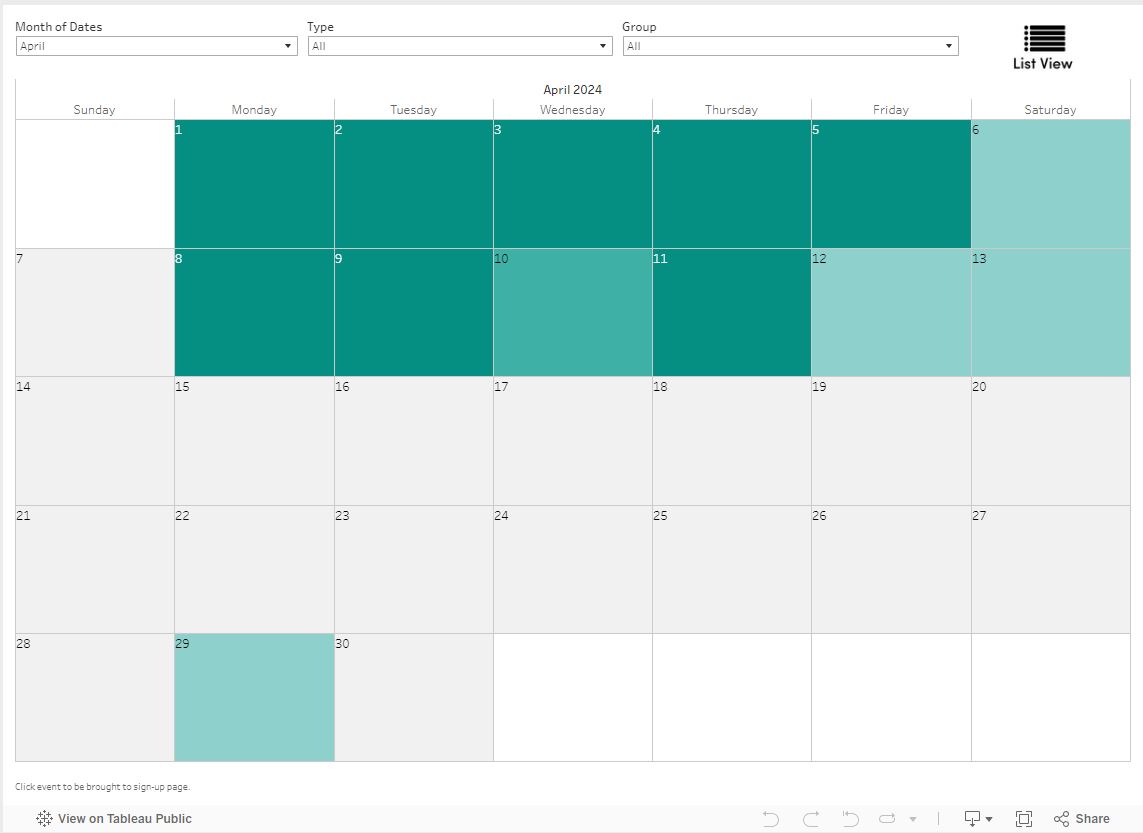 Month of Dates Type Group
April All All
List View
April 2024
Sunday Monday Tuesday Wednesday Thursday Friday Saturday
1 2 3 4 5 6
7 8 9 10 11 12 13
14 15 16 17 18 19 20
21 22 23 24 25 26 27
28 29 30
Click event to be brought to sign-up page.
View on Tableau Public Share